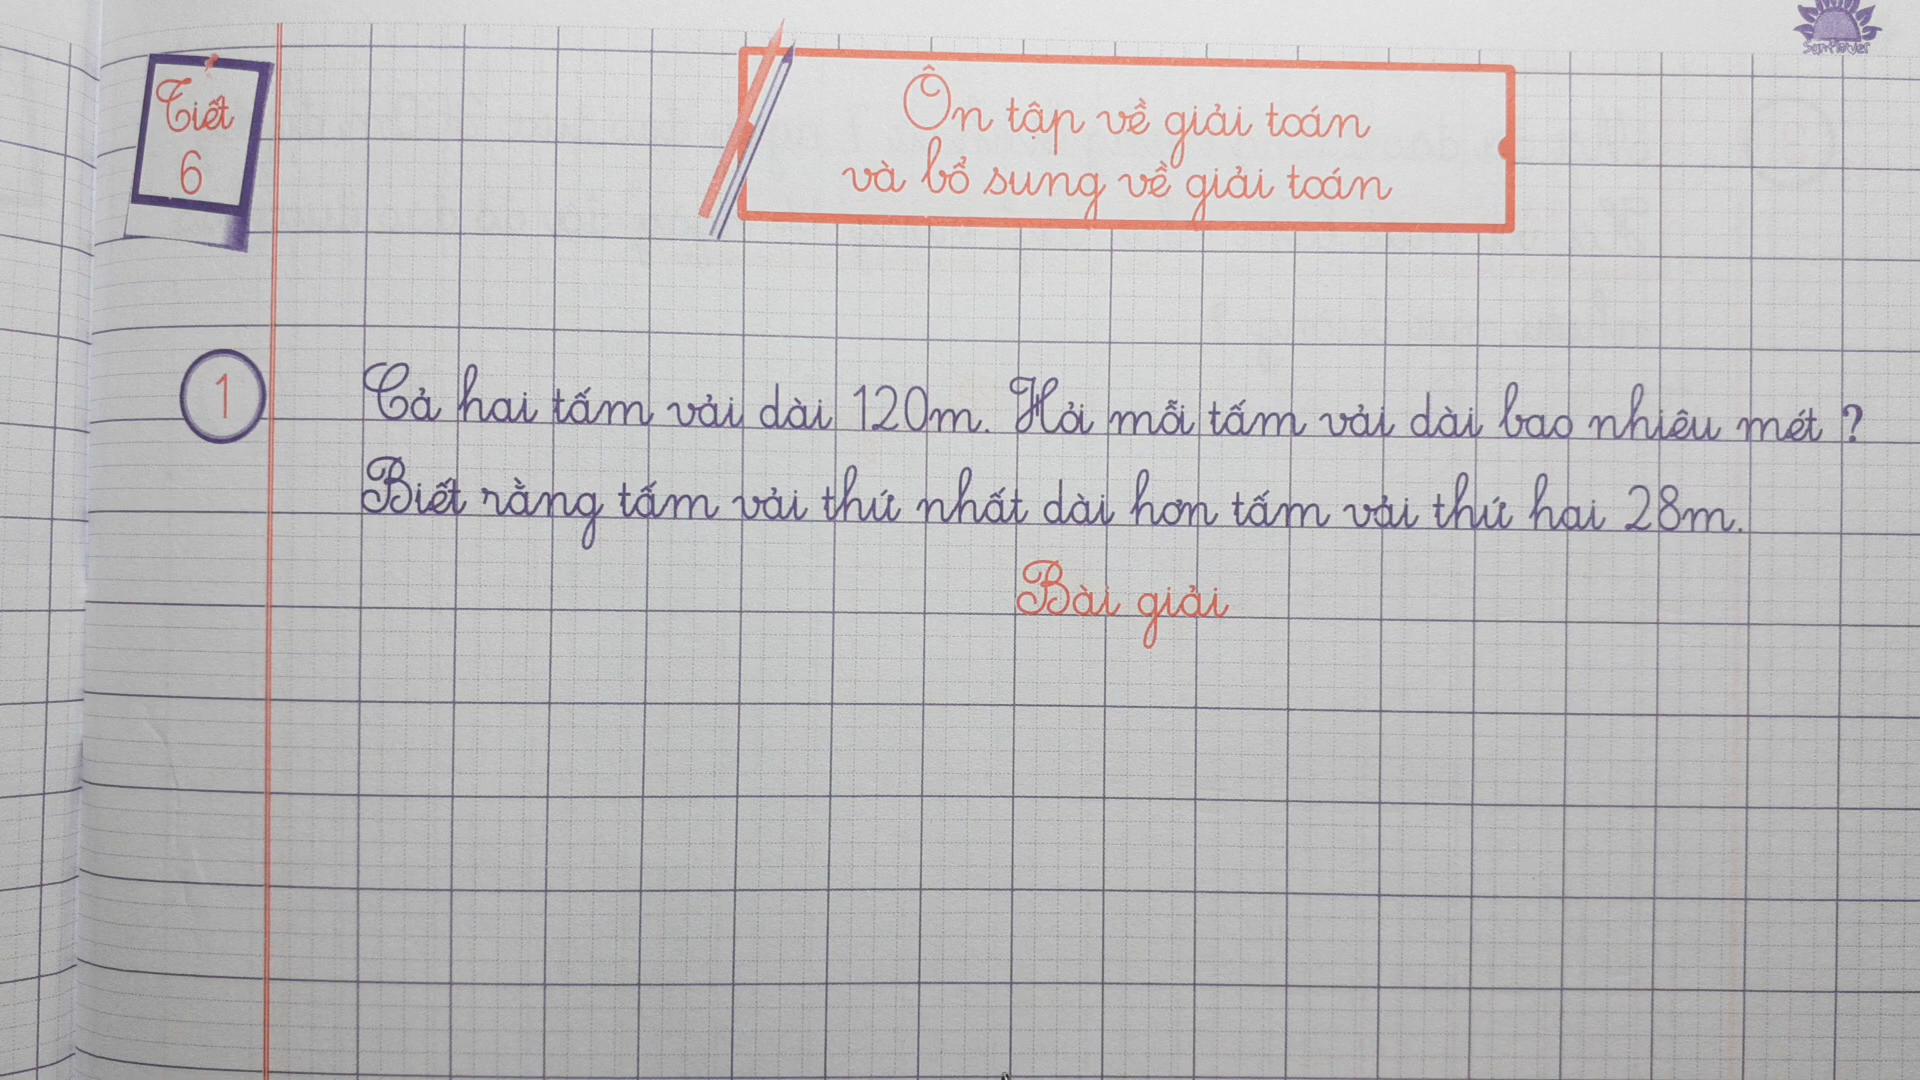 Sunflower
Tiết
6
Ôn tập về giải toán
và bổ sung về giải toán
1
Cả hai tấm vải dài 120m. Hỏi mỗi tấm vải dài bao nhiêu mét ?
Biết rằng tấm vải thứ nhất dài hơn tấm vải thứ hai 28m.
Bài giải